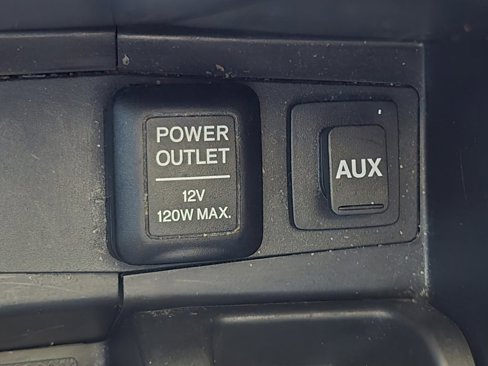 POWER
OUTLET
12V
120W MAX.
AUX